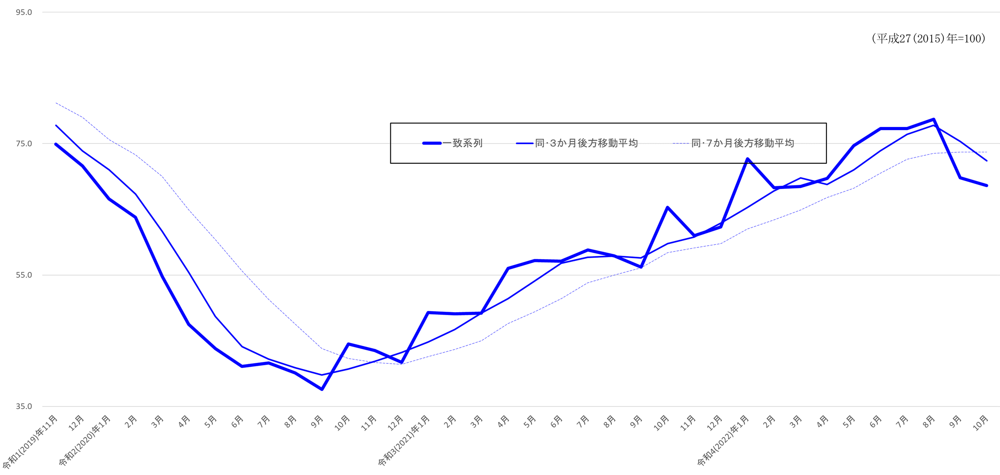 95.0
(平成27(2015)年=100)
75.0
一致系列
同・3か月後方移動平均
同・7か月後方移動平均
55.0
35.0
令和1(2019)年11月
12月
令和2(2020)年1月
2月
3月
4月
5月
6月
7月
8月
9月
10月
11月
12月
令和3(2021)年1月
2月
3月
4月
5月
6月
7月
8月
9月
10月
11月
12月
令和4(2022)年1月
2月
3月
4月
5月
6月
7月
8月
9月
10月